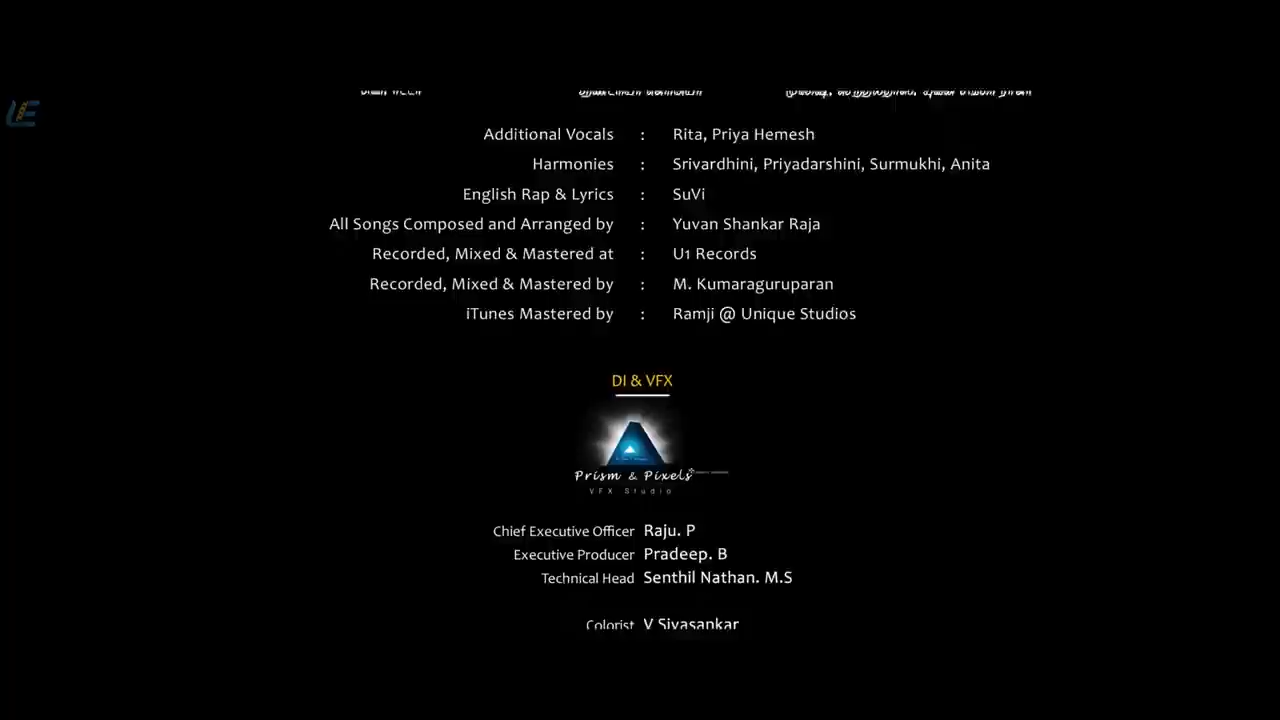 LE
Additional Vocals : Rita, Priya Hemesh
Harmonies : Srivardhini, Priyadarshini, Surmukhi, Anita
English Rap & Lyrics : SuVi
All Songs Composed and Arranged by : Yuvan Shankar Raja
Recorded, Mixed & Mastered at : U1 Records
Recorded, Mixed & Mastered by : M. Kumaraguruparan
iTunes Mastered by : Ramji @ Unique Studios
DI & VFX
Prism & Pixels
VFX Studio
Chief Executive Officer Raju. P
Executive Producer Pradeep. B
Technical Head Senthil Nathan. M.S
Colorist V Sivasankar